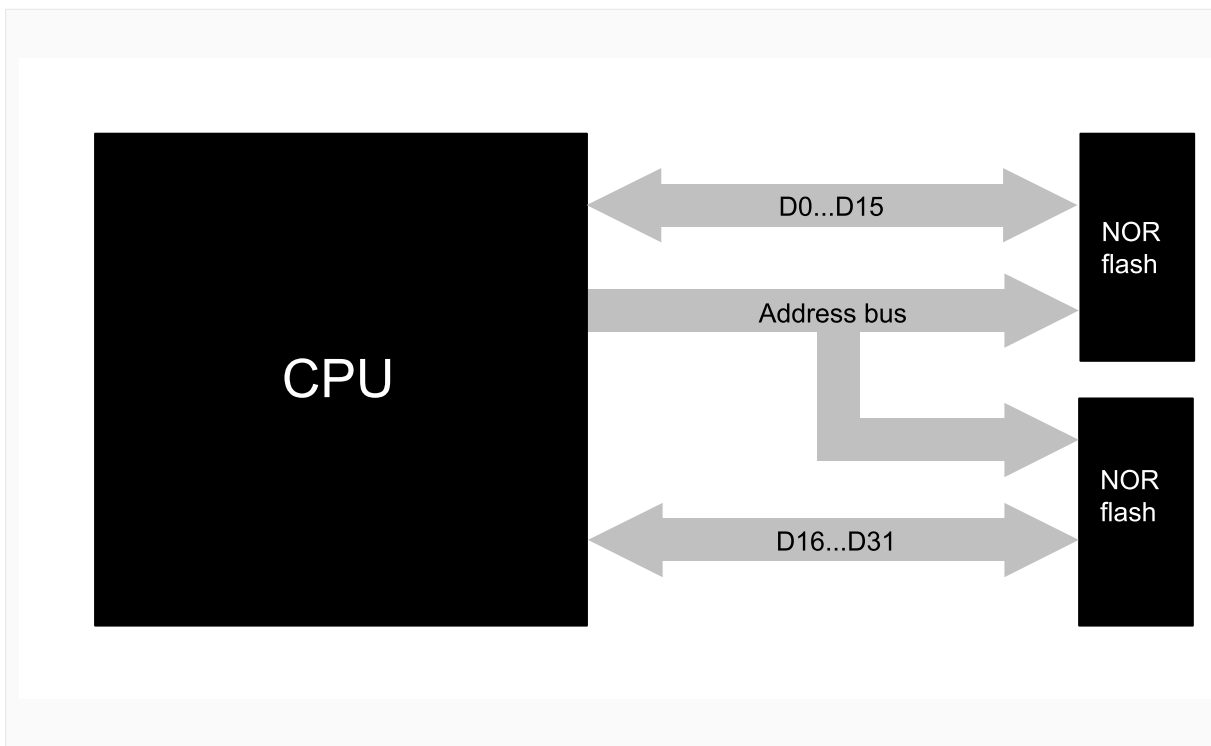 D0...D15
NOR
flash
Address bus
CPU
NOR
flash
D16...D31